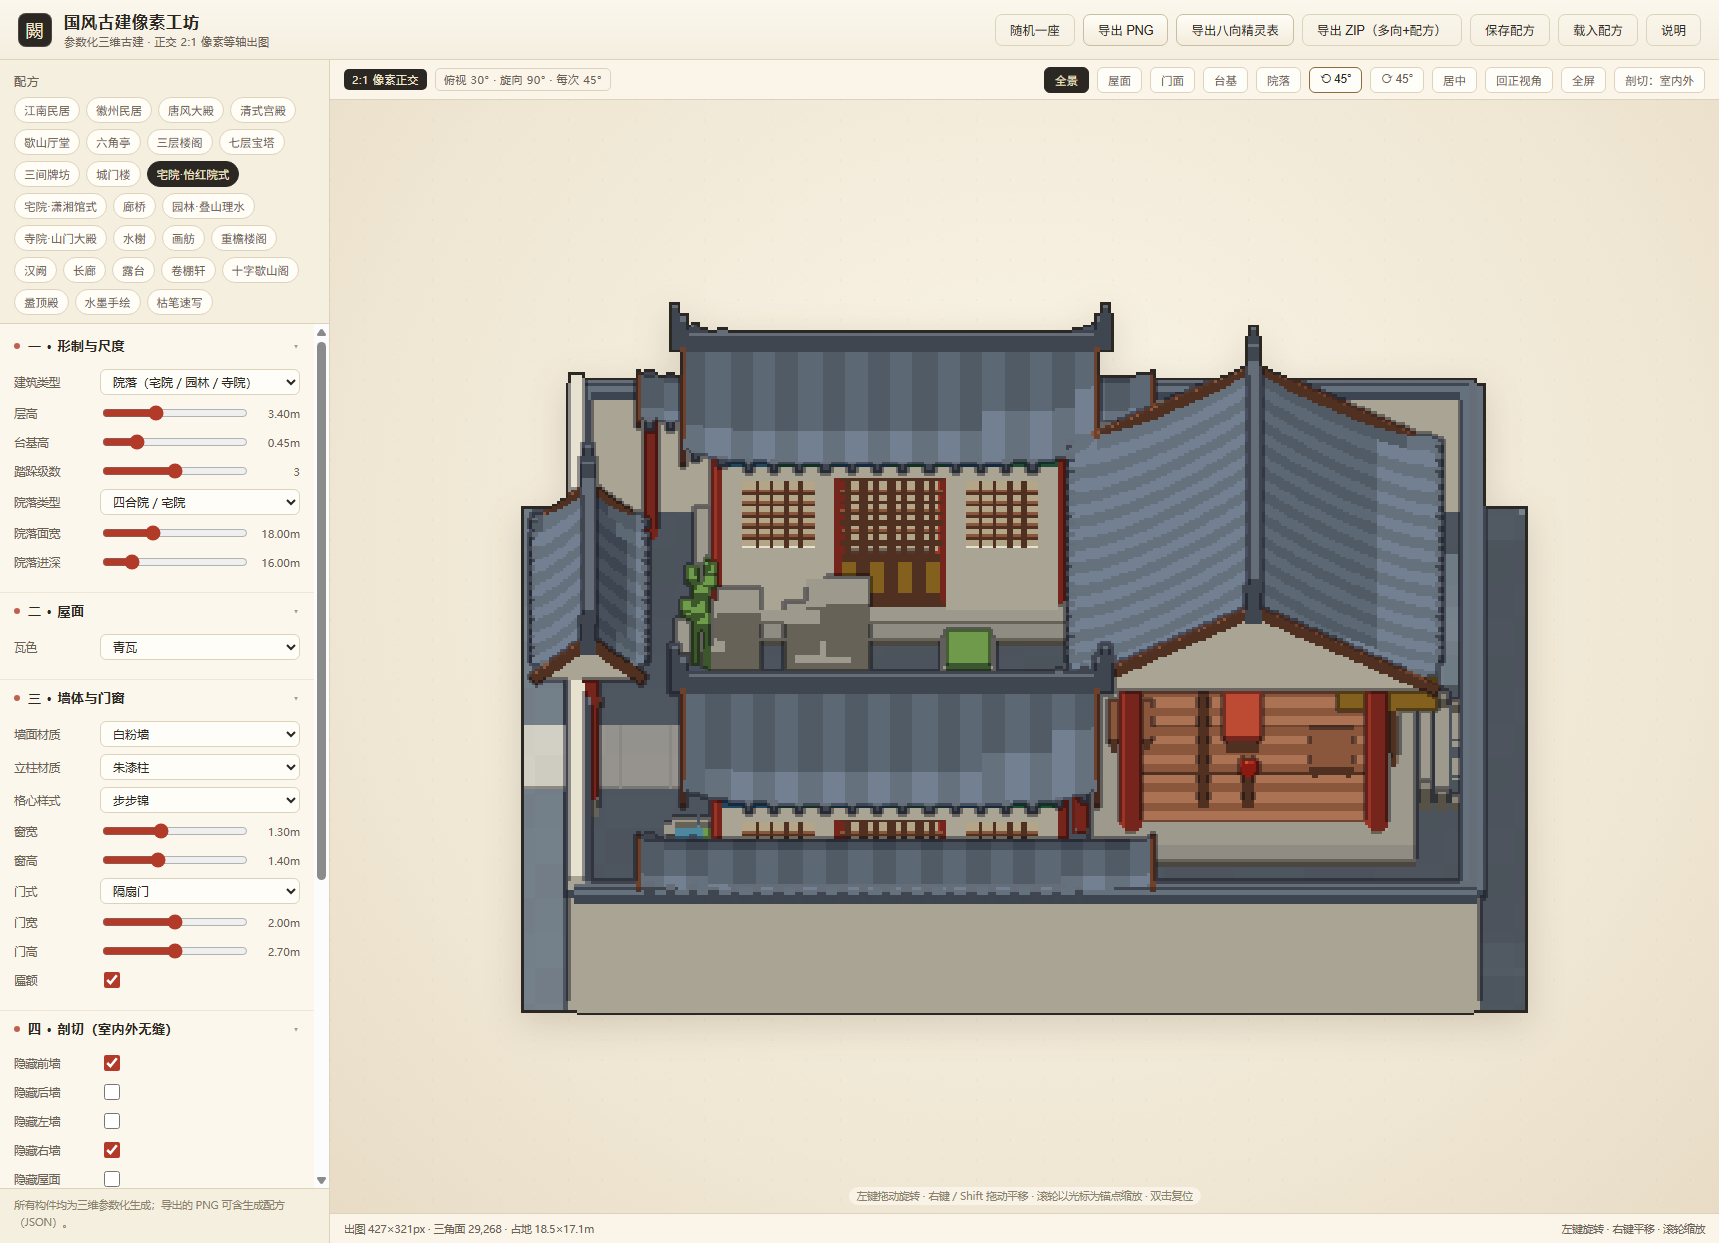 闕
国风古建像素工坊
参数化三维古建 · 正交 2:1 像素等轴出图
随机一座
导出 PNG
导出八向精灵表
导出 ZIP（多向+配方）
保存配方
载入配方
说明
配方
江南民居
徽州民居
唐风大殿
清式宫殿
歇山厅堂
六角亭
三层楼阁
七层宝塔
三间牌坊
城门楼
宅院·怡红院式
宅院·潇湘馆式
廊桥
园林·叠山理水
寺院·山门大殿
水榭
画舫
重檐楼阁
汉阙
长廊
露台
卷棚轩
十字歇山阁
盝顶殿
水墨手绘
枯笔速写
一 • 形制与尺度
建筑类型
院落（宅院 / 园林 / 寺院）
层高
3.40m
台基高
0.45m
踏跺级数
3
院落类型
四合院 / 宅院
院落面宽
18.00m
院落进深
16.00m
二 • 屋面
瓦色
青瓦
三 • 墙体与门窗
墙面材质
白粉墙
立柱材质
朱漆柱
格心样式
步步锦
窗宽
1.30m
窗高
1.40m
门式
隔扇门
门宽
2.00m
门高
2.70m
匾额
四 • 剖切（室内外无缝）
隐藏前墙
隐藏后墙
隐藏左墙
隐藏右墙
隐藏屋面
所有构件均为三维参数化生成；导出的 PNG 可含生成配方
（JSON）。
2:1 像素正交
俯视 30° · 旋向 90° · 每次 45°
全景
屋面
门面
台基
院落
⟲ 45°
⟳ 45°
居中
回正视角
全屏
剖切：室内外
左键拖动旋转 · 右键 / Shift 拖动平移 · 滚轮以光标为锚点缩放 · 双击复位
出图 427×321px · 三角面 29,268 · 占地 18.5×17.1m
左键旋转 · 右键平移 · 滚轮缩放